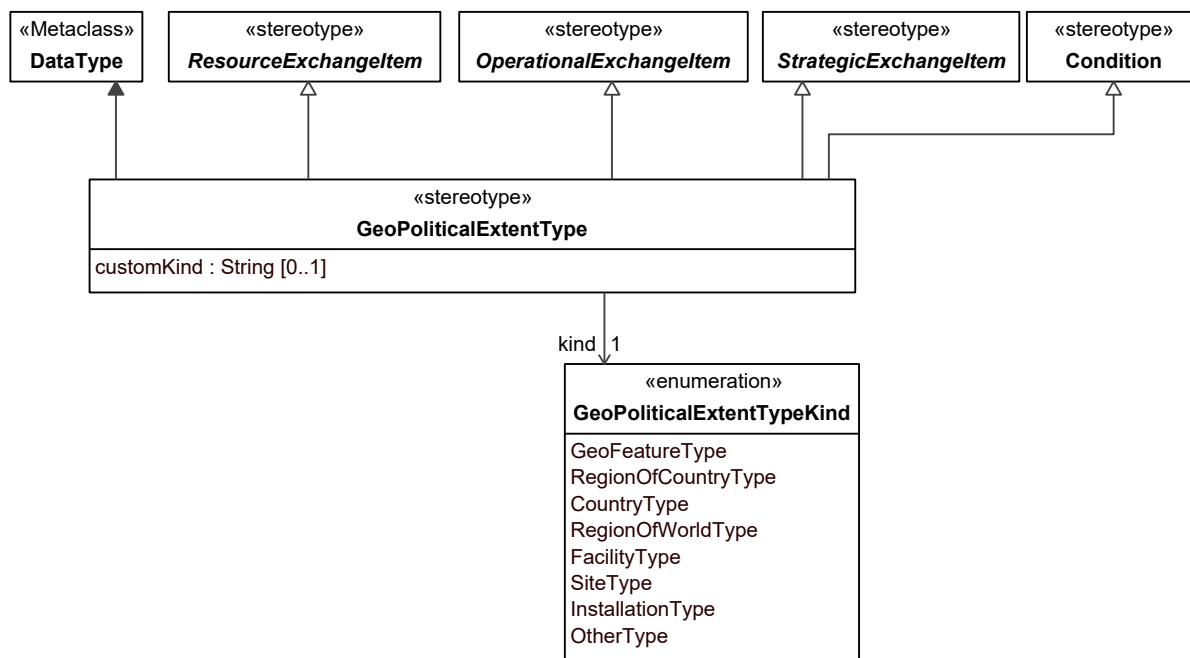 «Metaclass»
DataType
«stereotype»
ResourceExchangeItem
«stereotype»
OperationalExchangeItem
«stereotype»
StrategicExchangeItem
«stereotype»
Condition
«stereotype»
GeoPoliticalExtentType
customKind : String [0..1]
kind 1
«enumeration»
GeoPoliticalExtentTypeKind
GeoFeatureType
RegionOfCountryType
CountryType
RegionOfWorldType
FacilityType
SiteType
InstallationType
OtherType